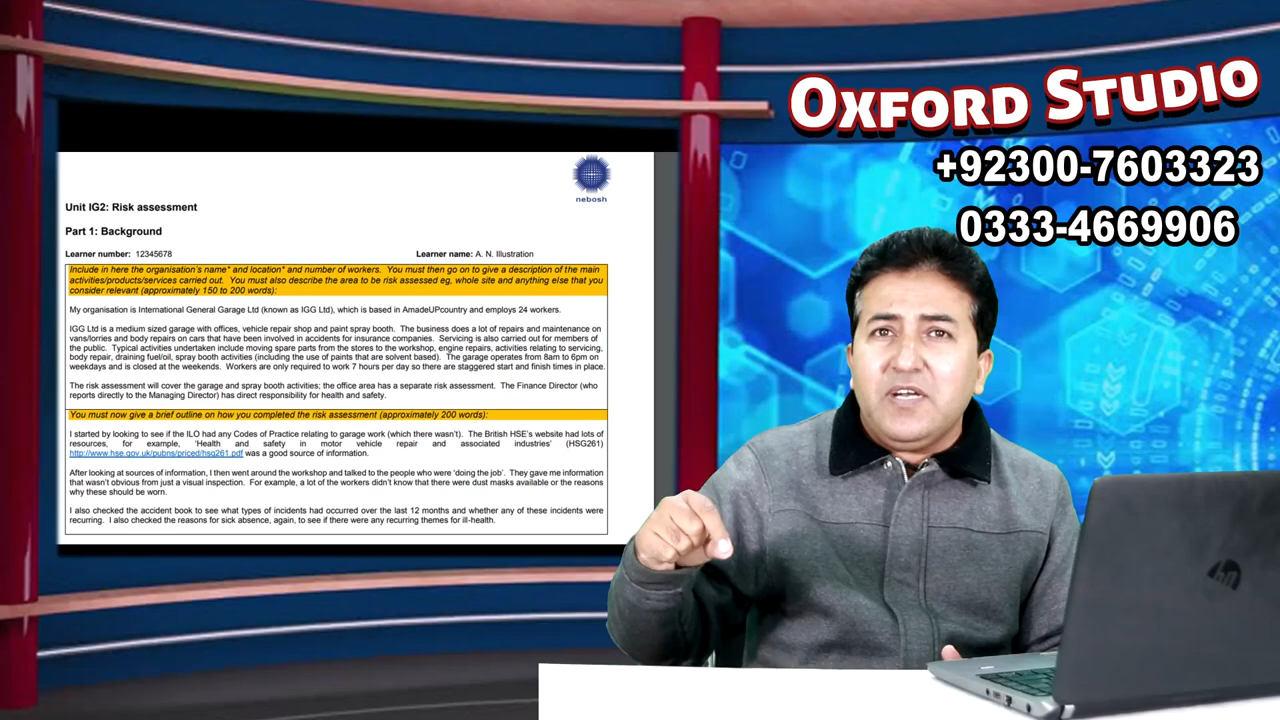 Oxford Studio
+92300-7603323
0333-4669906
nebosh
Unit IG2: Risk assessment
Part 1: Background
Learner number: 12345678 Learner name: A. N. Illustration
Include in here the organisation's name* and location* and number of workers. You must then go on to give a description of the main
activities/products/services carried out. You must also describe the area to be risk assessed eg, whole site and anything else that you
consider relevant (approximately 150 to 200 words):
My organisation is International General Garage Ltd (known as IGG Ltd), which is based in AmadeUPcountry and employs 24 workers.
IGG Ltd is a medium sized garage with offices, vehicle repair shop and paint spray booth. The business does a lot of repairs and maintenance on
vans/lorries and body repairs on cars that have been involved in accidents for insurance companies. Servicing is also carried out for members of
the public. Typical activities undertaken include moving spare parts from the stores to the workshop, engine repairs, activities relating to servicing,
body repair, draining fuel/oil, spray booth activities (including the use of paints that are solvent based). The garage operates from 8am to 6pm on
weekdays and is closed at the weekends. Workers are only required to work 7 hours per day so there are staggered start and finish times in place.
The risk assessment will cover the garage and spray booth activities; the office area has a separate risk assessment. The Finance Director (who
reports directly to the Managing Director) has direct responsibility for health and safety.
You must now give a brief outline on how you completed the risk assessment (approximately 200 words):
I started by looking to see if the ILO had any Codes of Practice relating to garage work (which there wasn't). The British HSE's website had lots of
resources, for example, 'Health and safety in motor vehicle repair and associated industries' (HSG261)
http://www.hse.gov.uk/pubns/priced/hsg261.pdf was a good source of information.
After looking at sources of information, I then went around the workshop and talked to the people who were 'doing the job'. They gave me information
that wasn't obvious from just a visual inspection. For example, a lot of the workers didn't know that there were dust masks available or the reasons
why these should be worn.
I also checked the accident book to see what types of incidents had occurred over the last 12 months and whether any of these incidents were
recurring. I also checked the reasons for sick absence, again, to see if there were any recurring themes for ill-health.
hp